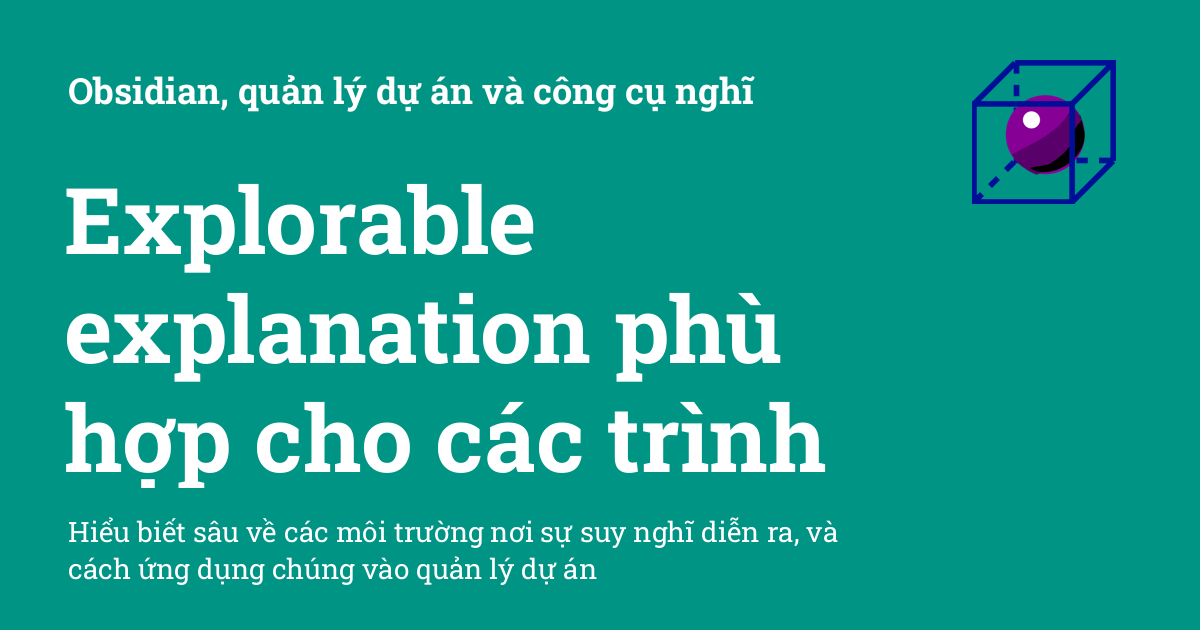 Obsidian, quản lý dự án và công cụ nghĩ
Explorable
explanation phù
hợp cho các trình
Hiểu biết sâu về các môi trường nơi sự suy nghĩ diễn ra, và
cách ứng dụng chúng vào quản lý dự án